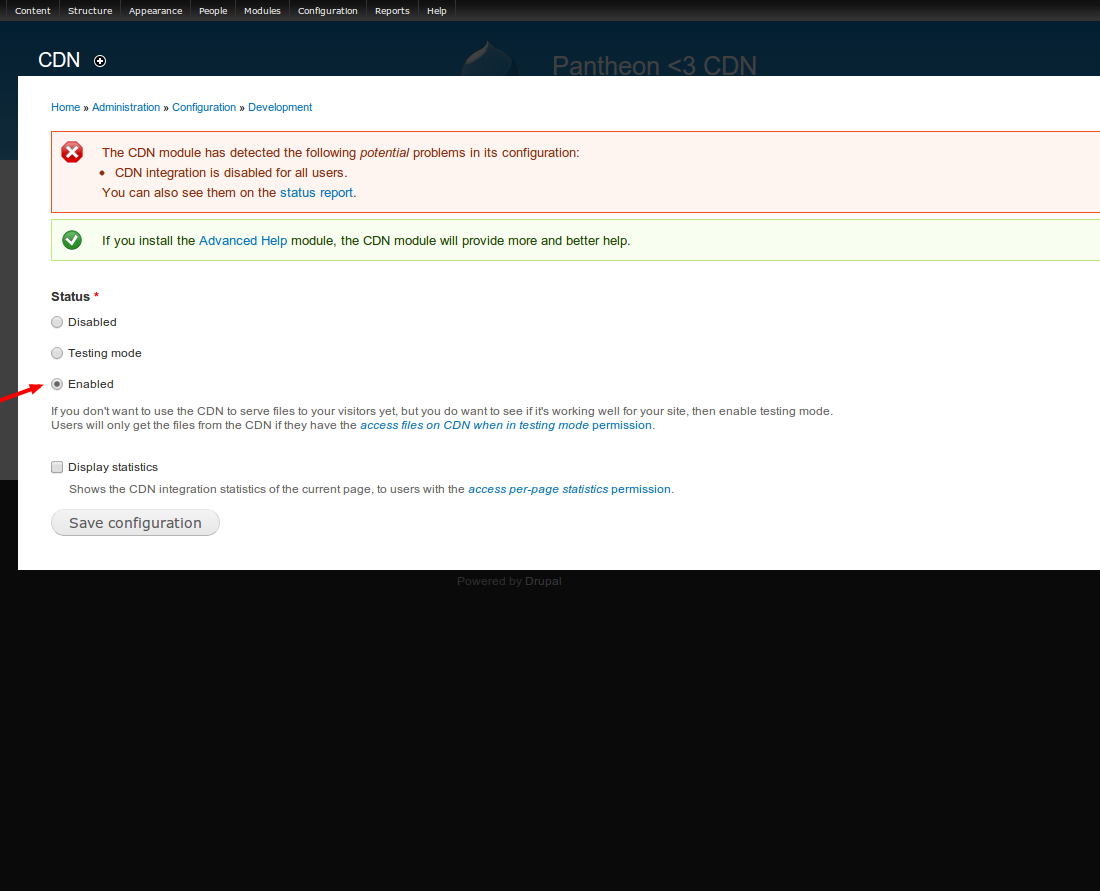 Content Structure Appearance People Modules Configuration Reports Help
CDN
Pantheon <3 CDN
Home » Administration » Configuration » Development
The CDN module has detected the following potential problems in its configuration:
• CDN integration is disabled for all users.
You can also see them on the status report.
If you install the Advanced Help module, the CDN module will provide more and better help.
Status *
Disabled
Testing mode
Enabled
If you don't want to use the CDN to serve files to your visitors yet, but you do want to see if it's working well for your site, then enable testing mode.
Users will only get the files from the CDN if they have the access files on CDN when in testing mode permission.
Display statistics
Shows the CDN integration statistics of the current page, to users with the access per-page statistics permission.
Save configuration
Powered by Drupal